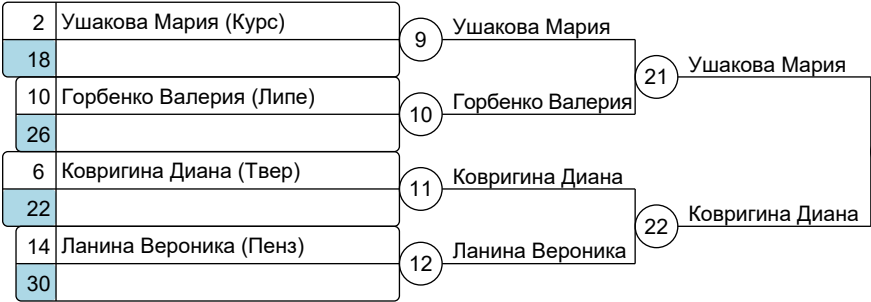 2 Ушакова Мария (Курс)
18
9 Ушакова Мария
10 Горбенко Валерия (Липе)
26
10 Горбенко Валерия
21 Ушакова Мария
6 Ковригина Диана (Твер)
22
11 Ковригина Диана
14 Ланина Вероника (Пенз)
30
12 Ланина Вероника
22 Ковригина Диана